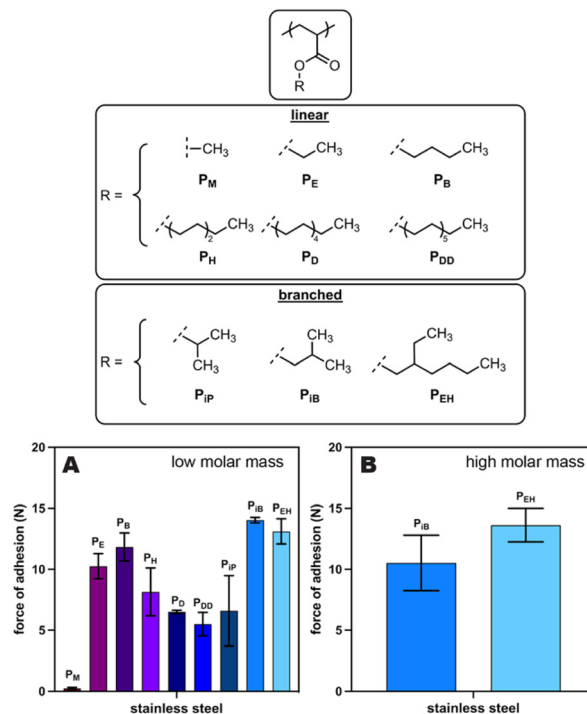 O
O
R
linear
R =
CH3
CH3
CH3
PM
PE
PB
CH3
2
CH3
4
CH3
5
PH
PD
PDD
branched
R =
CH3
CH3
CH3
CH3
CH3
CH3
PiP
PiB
PEH
A
low molar mass
force of adhesion (N)
20
15
10
5
0
PM
PE
PB
PH
PD
PDD
PiP
PiB
PEH
stainless steel
B
high molar mass
force of adhesion (N)
20
15
10
5
0
PiB
PEH
stainless steel